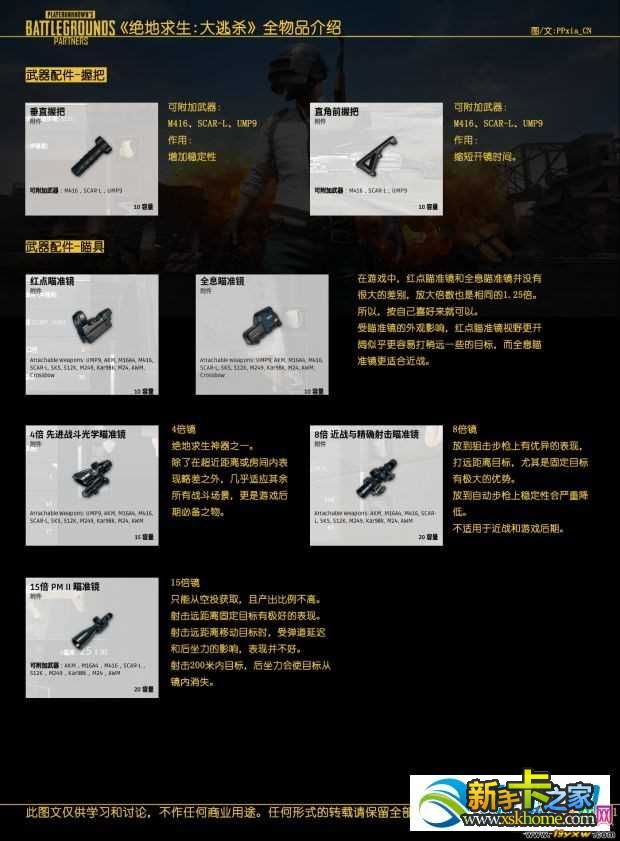 PLAYERUNKNOWN'S
BATTLEGROUNDS
PARTNERS
《绝地求生:大逃杀》全物品介绍
图/文:PPxia_CN
武器配件-握把
垂直握把
附件
可附加武器：M416，SCAR-L，UMP9
10 容量
可附加武器：
M416、SCAR-L、UMP9
作用：
增加稳定性
直角前握把
附件
可附加武器：M416，SCAR-L，UMP9
10 容量
可附加武器：
M416、SCAR-L、UMP9
作用：
缩短开镜时间。
武器配件-瞄具
红点瞄准镜
附件
Attachable weapons: UMP9, AKM, M16A4, M416,
SCAR-L, SKS, S12K, M249, Kar98k, M24, AWM,
Crossbow
10 容量
全息瞄准镜
附件
Attachable weapons: UMP9, AKM, M16A4, M416,
SCAR-L, SKS, S12K, M249, Kar98k, M24, AWM,
Crossbow
10 容量
在游戏中，红点瞄准镜和全息瞄准镜并没有
很大的差别，放大倍数也是相同的1.25倍。
所以，按自己喜好来就可以。
受瞄准镜的外观影响，红点瞄准镜视野更开
阔似乎更容易打稍远一些的目标，而全息瞄
准镜更适合近战。
4倍 先进战斗光学瞄准镜
附件
Attachable weapons: UMP9, AKM, M16A4, M416,
SCAR-L, SKS, S12K, M249, Kar98k, M24, AWM
15 容量
4倍镜
绝地求生神器之一。
除了在超近距离或房间内表
现略差之外，几乎适应其余
所有战斗场景，更是游戏后
期必备之物。
8倍 近战与精确射击瞄准镜
附件
Attachable weapons: AKM, M16A4, M416, SCAR-
L, SKS, S12K, M249, Kar98k, M24, AWM
20 容量
8倍镜
放到狙击步枪上有优异的表现，
打远距离目标，尤其是固定目标
有极大的优势。
放到自动步枪上稳定性会严重降
低。
不适用于近战和游戏后期。
15倍 PM II 瞄准镜
附件
可附加武器：AKM，M16A4，M416，SCAR-L，
S12K，M249，Kar98k，M24，AWM
20 容量
15倍镜
只能从空投获取，且产出比例不高。
射击远距离固定目标有极好的表现。
射击远距离移动目标时，受弹道延迟
和后坐力的影响，表现并不好。
射击200米内目标，后坐力会使目标从
镜内消失。
此图文仅供学习和讨论，不作任何商业用途。任何形式的转载请保留全部
新手卡之家
www.xskhome.com
www.19yxw.com